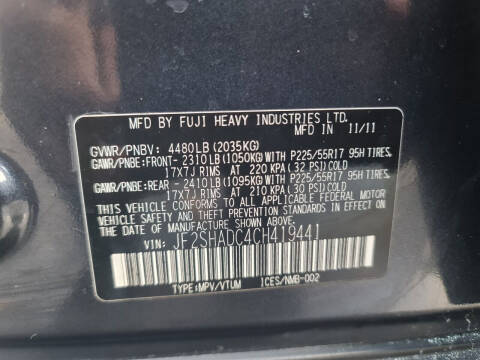 MFD BY FUJI HEAVY INDUSTRIES LTD.
MFD IN 11/11
GVWR/PNBV: 4480LB (2035KG)
GAWR/PNBE:FRONT- 2310LB (1050KG) WITH P225/55R17 95H TIRES,
17X7J RIMS AT 220 KPA (32 PSI) COLD
GAWR/PNBE:REAR - 2410LB (1095KG) WITH P225/55R17 95H TIRES,
17X7J RIMS AT 210 KPA (30 PSI) COLD
THIS VEHICLE CONFORMS TO ALL APPLICABLE FEDERAL MOTOR
VEHICLE SAFETY, BUMPER, AND THEFT PREVENTION
STANDARDS IN EFFECT ON THE DATE OF MANUFACTURE
SHOWN ABOVE.
VIN: JF2SHADC4CH419441
TYPE:MPV/VTUM ICES/NMB-002